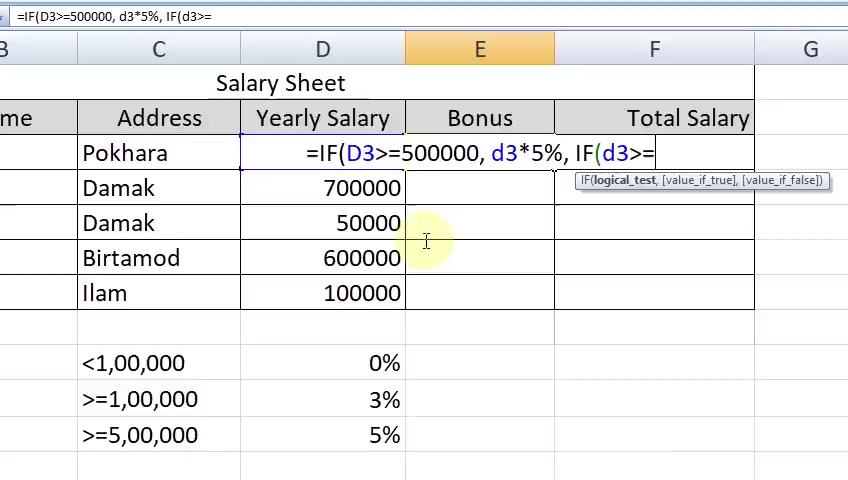 =IF(D3>=500000, d3*5%, IF(d3>=
B C D E F G
Salary Sheet
me Address Yearly Salary Bonus Total Salary
Pokhara =IF(D3>=500000, d3*5%, IF(d3>=
IF(logical_test, [value_if_true], [value_if_false])
Damak 700000
Damak 50000
Birtamod 600000
Ilam 100000
<1,00,000 0%
>=1,00,000 3%
>=5,00,000 5%